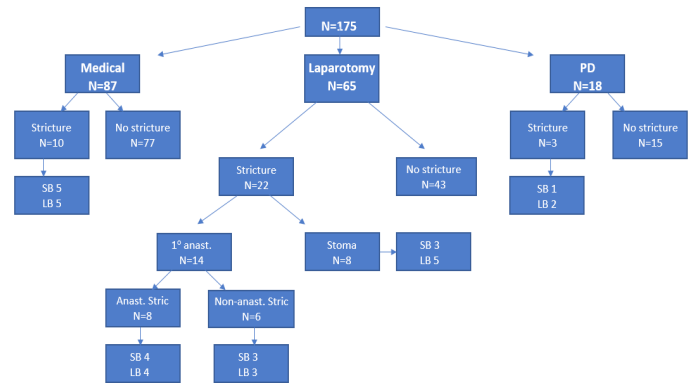 N=175
Medical
N=87
Laparotomy
N=65
PD
N=18
Stricture
N=10
No stricture
N=77
Stricture
N=3
No stricture
N=15
SB 5
LB 5
Stricture
N=22
No stricture
N=43
SB 1
LB 2
1⁰ anast.
N=14
Stoma
N=8
SB 3
LB 5
Anast. Stric
N=8
Non-anast. Stric
N=6
SB 4
LB 4
SB 3
LB 3